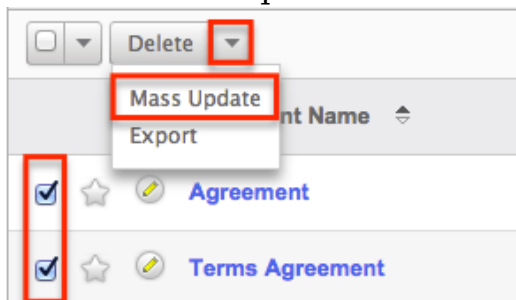 Delete
Mass Update
nt Name
Export
Agreement
Terms Agreement